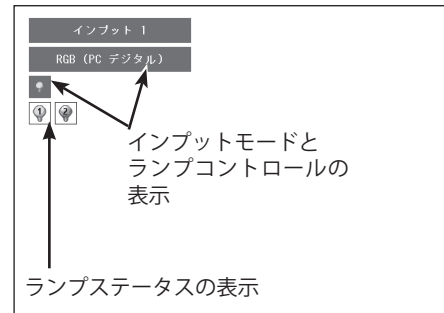 インプット 1
RGB (PC デジタル)
1 2
インプットモードと
ランプコントロールの
表示
ランプステータスの表示